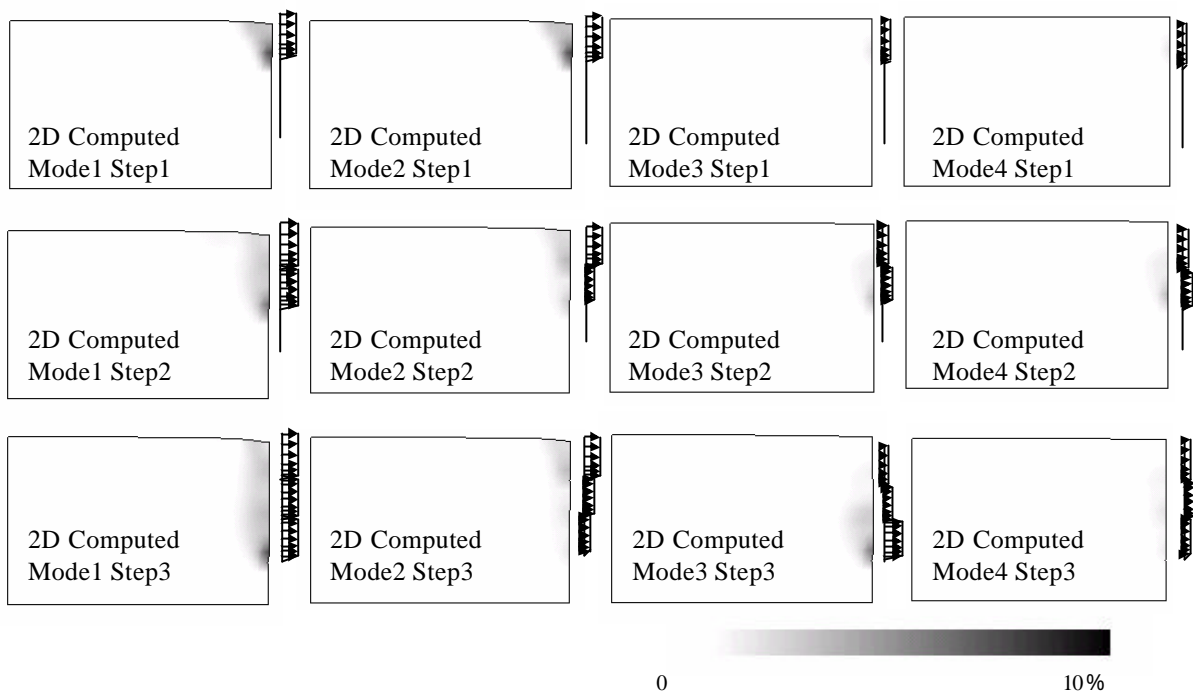 2D Computed
Mode1 Step1
2D Computed
Mode2 Step1
2D Computed
Mode3 Step1
2D Computed
Mode4 Step1
2D Computed
Mode1 Step2
2D Computed
Mode2 Step2
2D Computed
Mode3 Step2
2D Computed
Mode4 Step2
2D Computed
Mode1 Step3
2D Computed
Mode2 Step3
2D Computed
Mode3 Step3
2D Computed
Mode4 Step3
0
10%